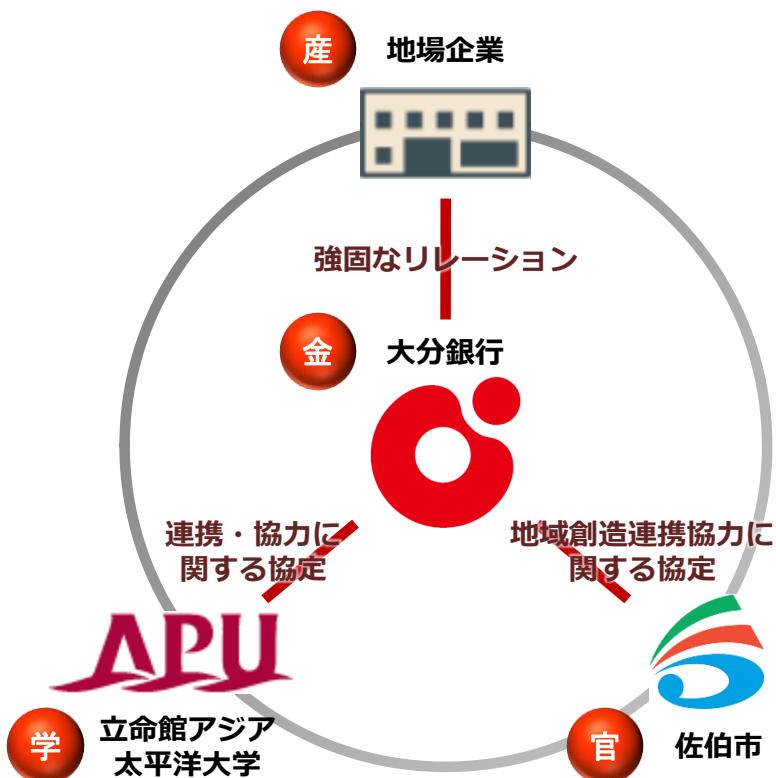 産 地場企業
強固なリレーション
金 大分銀行
連携・協力に
関する協定
地域創造連携協力に
関する協定
APU
学 立命館アジア
太平洋大学
官 佐伯市